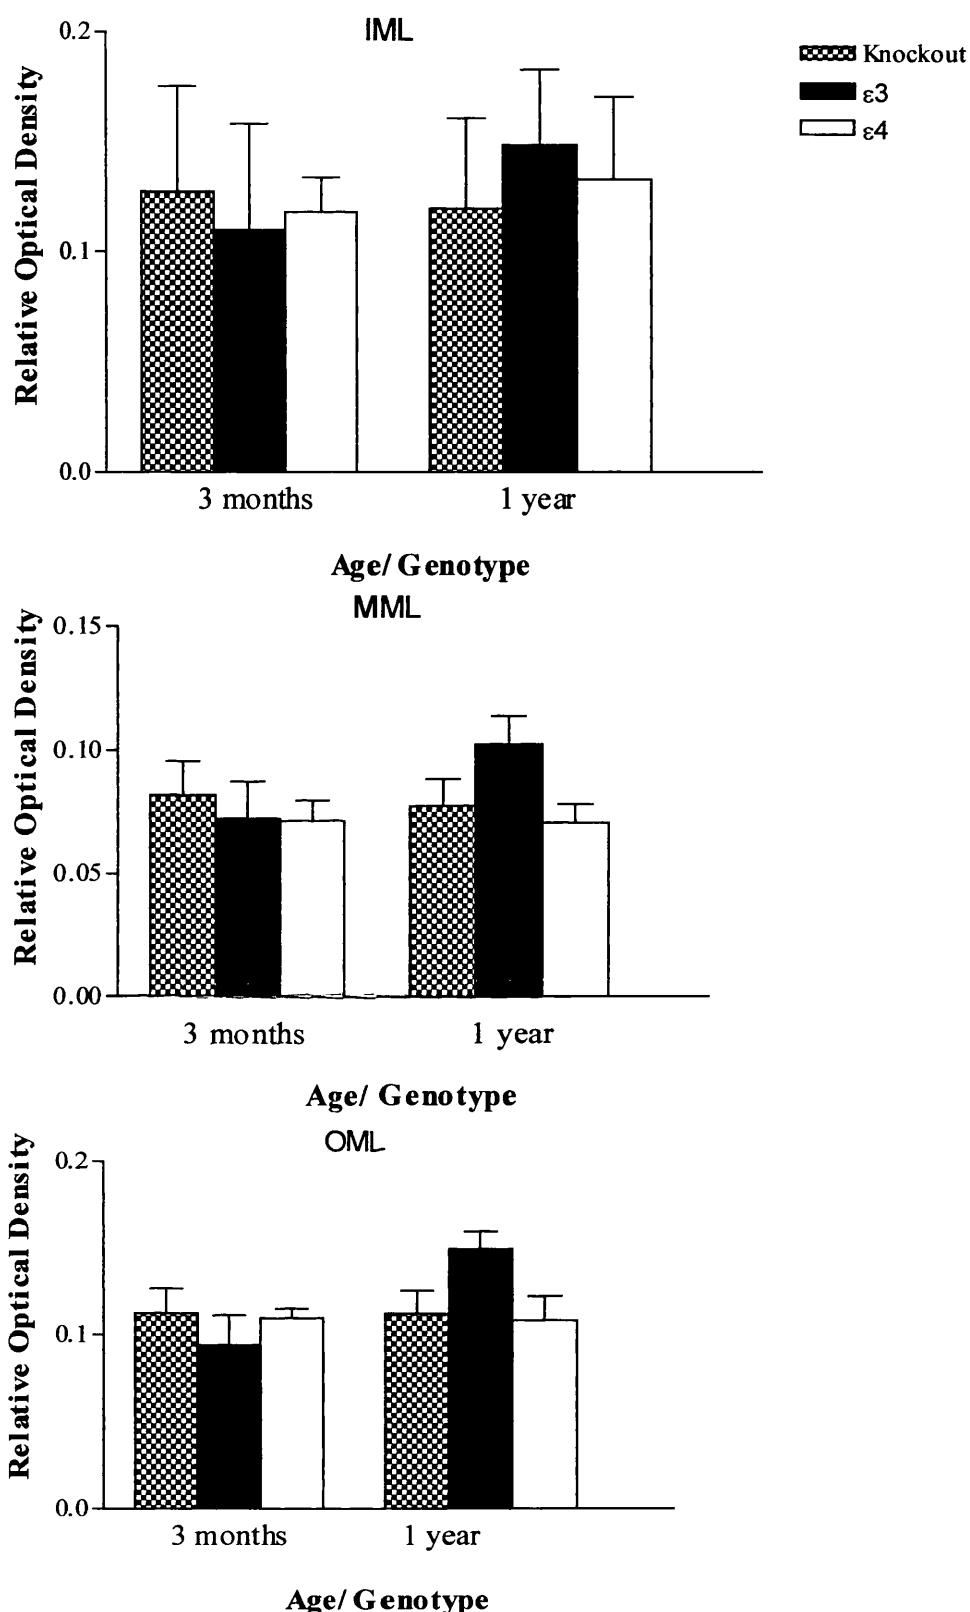 IML
Relative Optical Density
0.2
0.1
0.0
3 months
1 year
Age/ Genotype
Knockout
ε3
ε4
MML
Relative Optical Density
0.15
0.10
0.05
0.00
3 months
1 year
Age/ Genotype
OML
Relative Optical Density
0.2
0.1
0.0
3 months
1 year
Age/ Genotype